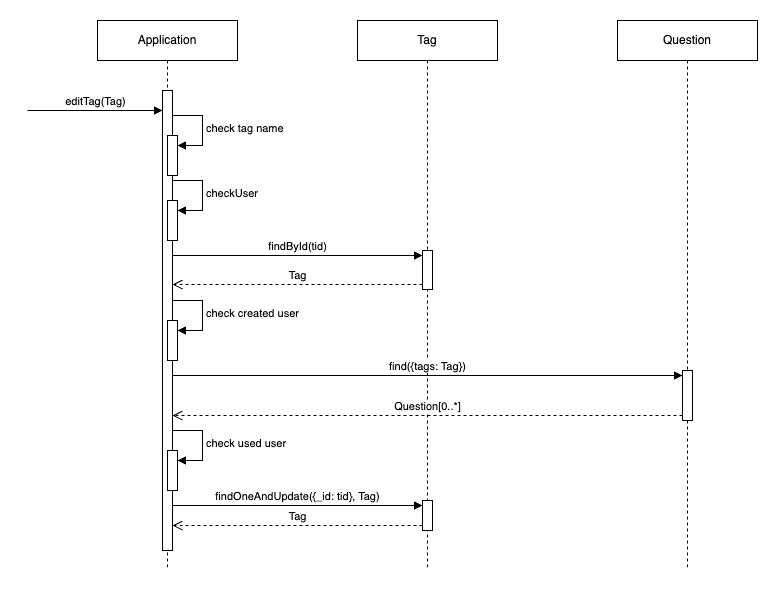 Application
Tag
Question
editTag(Tag)
check tag name
checkUser
findById(tid)
Tag
check created user
find({tags: Tag})
Question[0..*]
check used user
findOneAndUpdate({_id: tid}, Tag)
Tag